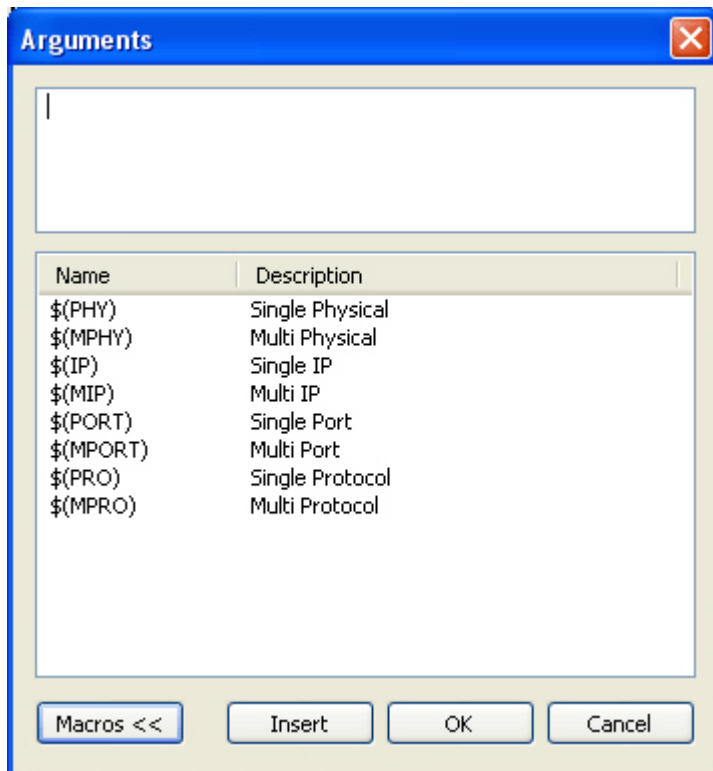 Arguments
Name Description
$(PHY) Single Physical
$(MPHY) Multi Physical
$(IP) Single IP
$(MIP) Multi IP
$(PORT) Single Port
$(MPORT) Multi Port
$(PRO) Single Protocol
$(MPRO) Multi Protocol
Macros << Insert OK Cancel